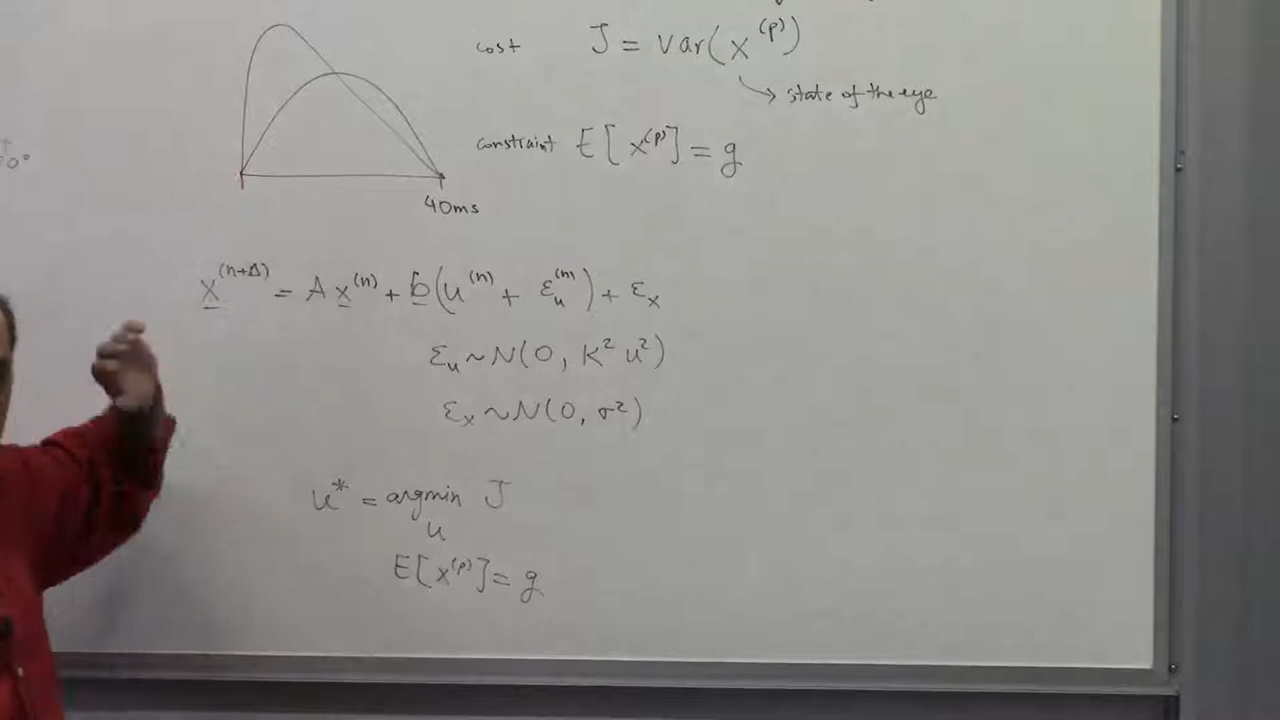 cost J = var(x^(p))
→ state of the eye
constraint E[x^(p)] = g
40ms
x^(n+Δ) = A x^(n) + b(u^(n) + ε_u^(n)) + ε_x
ε_u ~ N(0, K² u²)
ε_x ~ N(0, σ²)
u* = argmin J
u
E[x^(p)] = g